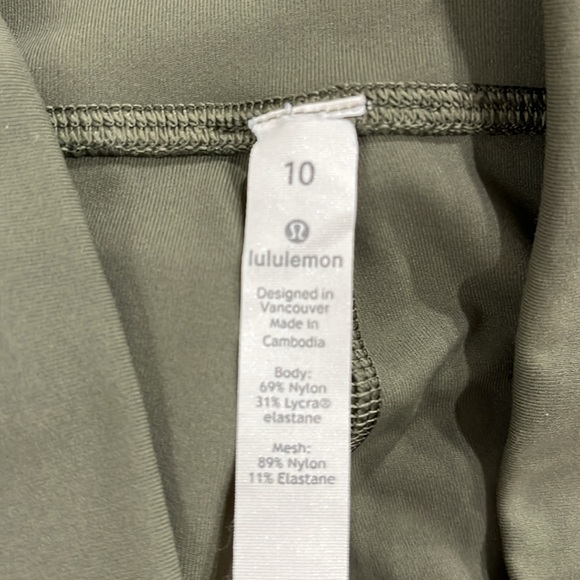 10
lululemon
Designed in
Vancouver
Made in
Cambodia
Body:
69% Nylon
31% Lycra®
elastane
Mesh:
89% Nylon
11% Elastane